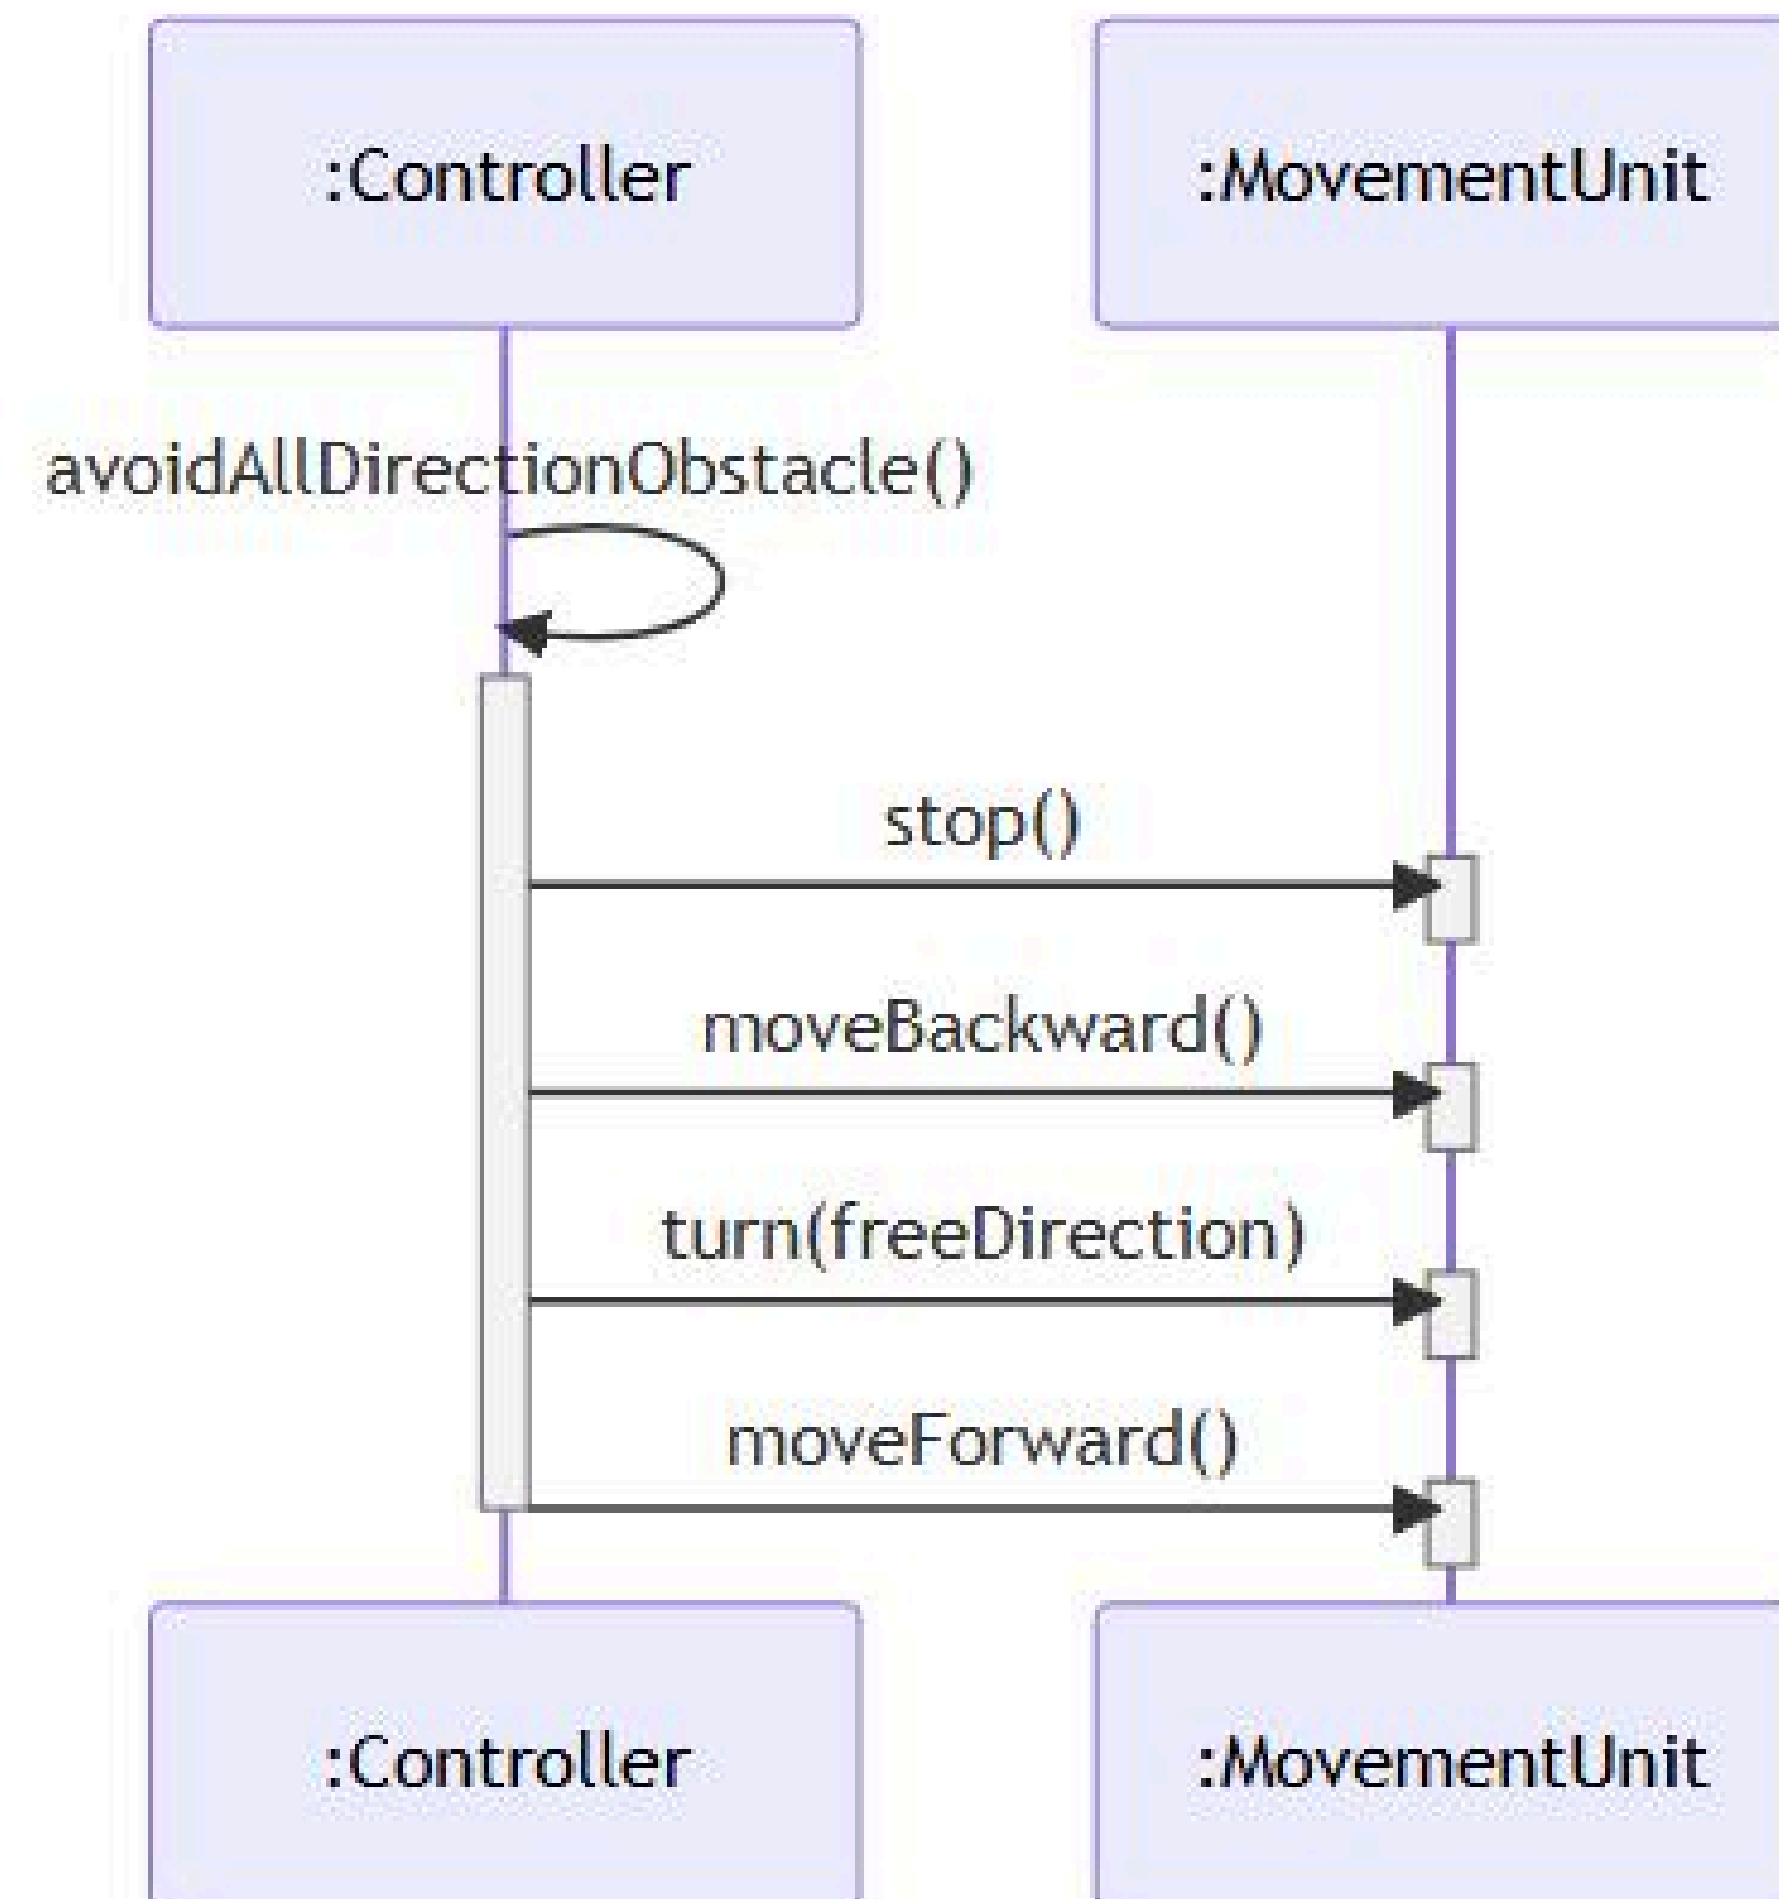 :Controller
:MovementUnit
avoidAllDirectionObstacle()
stop()
moveBackward()
turn(freeDirection)
moveForward()
:Controller
:MovementUnit